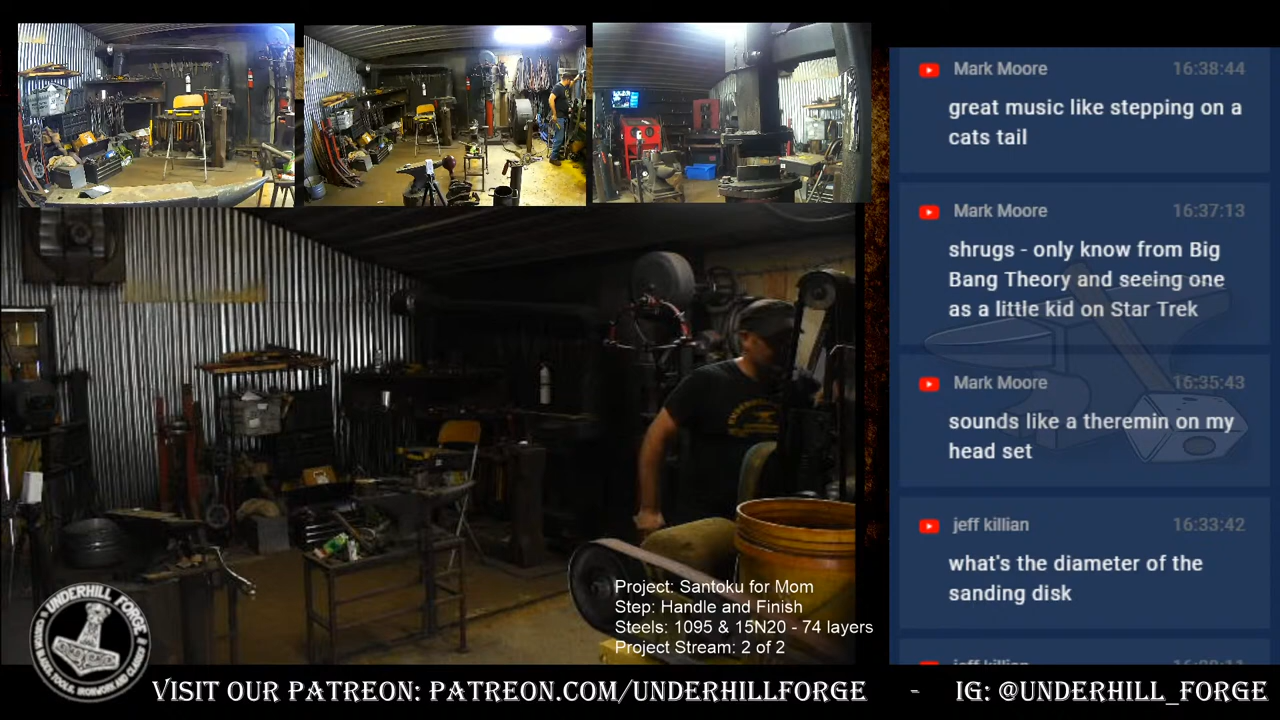 Mark Moore 16:38:44
great music like stepping on a
cats tail
Mark Moore 16:37:13
shrugs - only know from Big
Bang Theory and seeing one
as a little kid on Star Trek
Mark Moore 16:35:43
sounds like a theremin on my
head set
jeff killian 16:33:42
what's the diameter of the
sanding disk
Project: Santoku for Mom
Step: Handle and Finish
Steels: 1095 & 15N20 - 74 layers
Project Stream: 2 of 2
UNDERHILL FORGE
VISIT OUR PATREON: PATREON.COM/UNDERHILLFORGE - IG: @UNDERHILL_FORGE